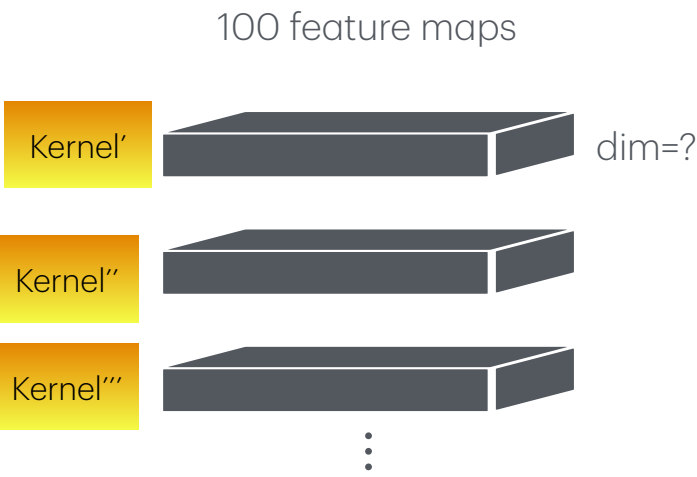 100 feature maps
Kernel′
dim=?
Kernel′′
Kernel′′′